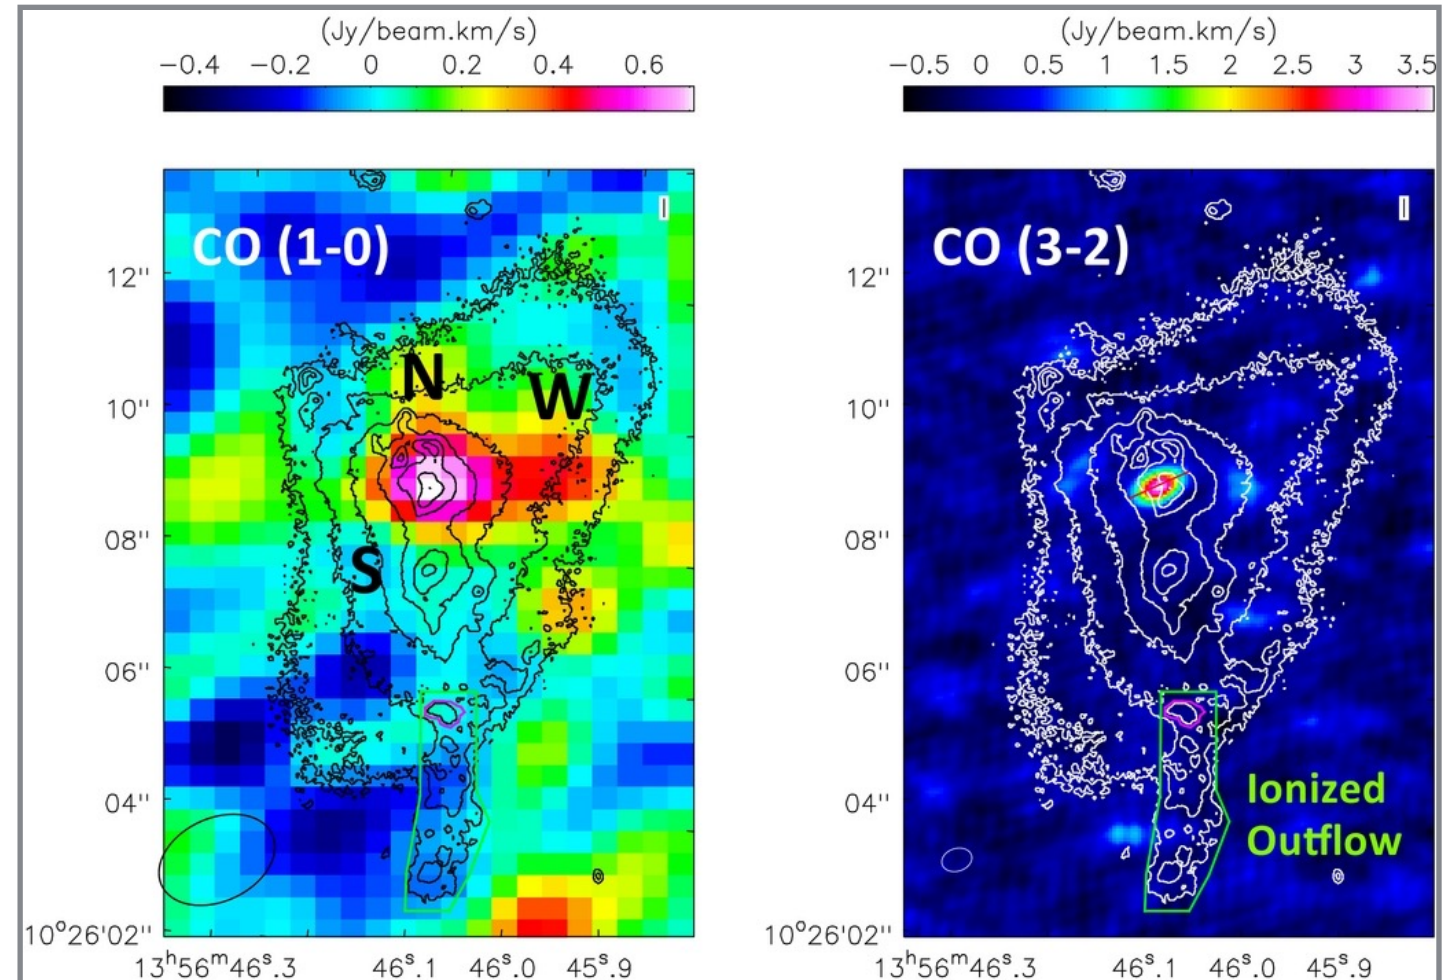 (Jy/beam.km/s)
−0.4 −0.2 0 0.2 0.4 0.6
CO (1-0)
N
W
S
12''
10''
08''
06''
04''
10°26'02''
13ʰ56ᵐ46ˢ.3 46ˢ.1 46ˢ.0 45ˢ.9
(Jy/beam.km/s)
−0.5 0 0.5 1 1.5 2 2.5 3 3.5
CO (3-2)
12''
10''
08''
06''
04''
Ionized
Outflow
10°26'02''
13ʰ56ᵐ46ˢ.3 46ˢ.1 46ˢ.0 45ˢ.9